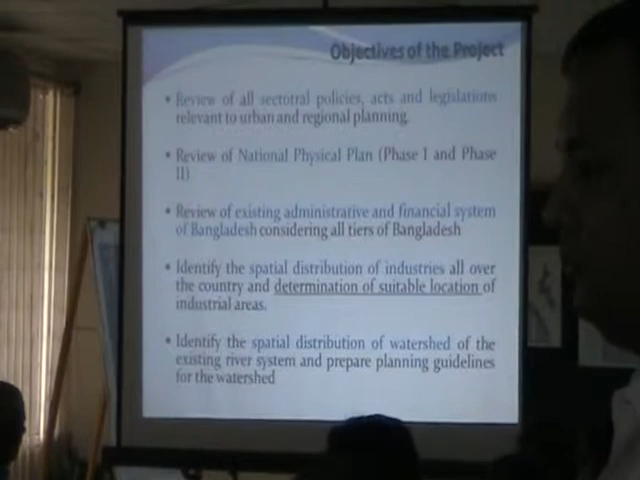 Objectives of the Project
• Review of all sectotral policies, acts and legislations
relevant to urban and regional planning.
• Review of National Physical Plan (Phase I and Phase
II)
• Review of existing administrative and financial system
of Bangladesh considering all tiers of Bangladesh
• Identify the spatial distribution of industries all over
the country and determination of suitable location of
industrial areas.
• Identify the spatial distribution of watershed of the
existing river system and prepare planning guidelines
for the watershed